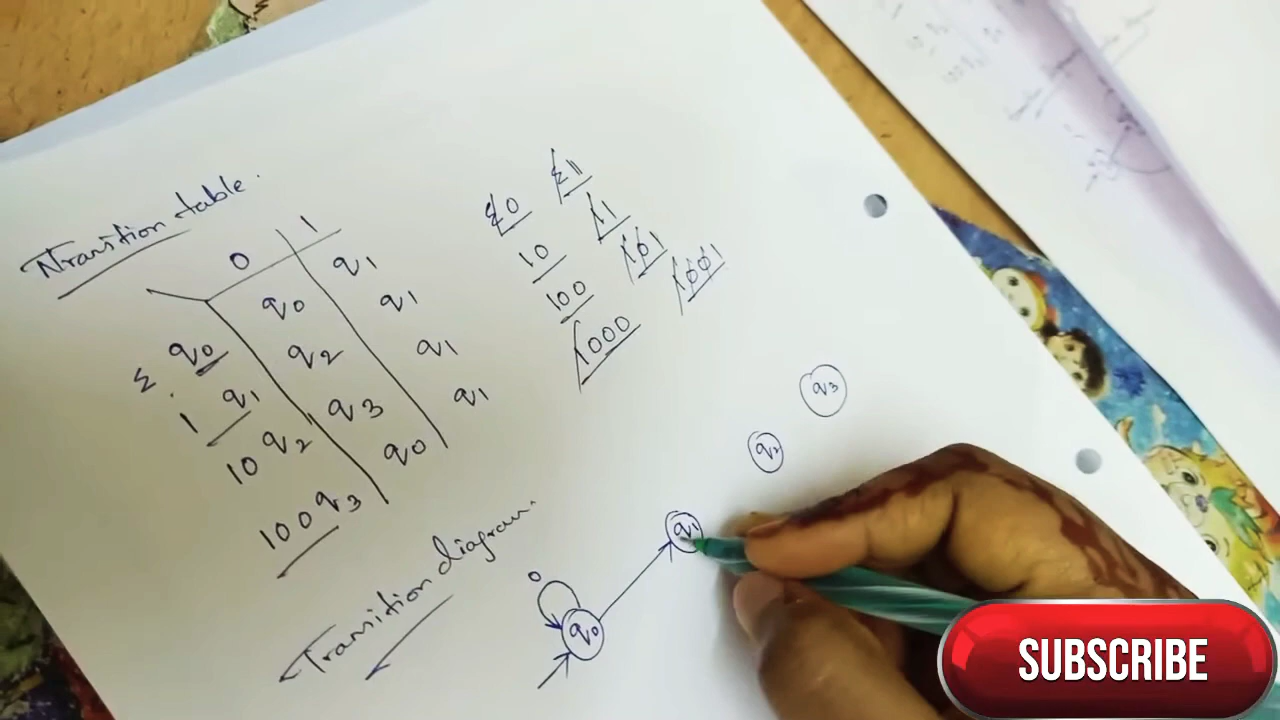 Transition table.
0 1
ε. q0 q0 q1
1 q1 q2 q1
10 q2 q3 q1
100 q3 q0 q1
ε0 ε11
10 11
100 101
1000 1001
Transition diagram.
q3
q2
q1
0
q0
SUBSCRIBE